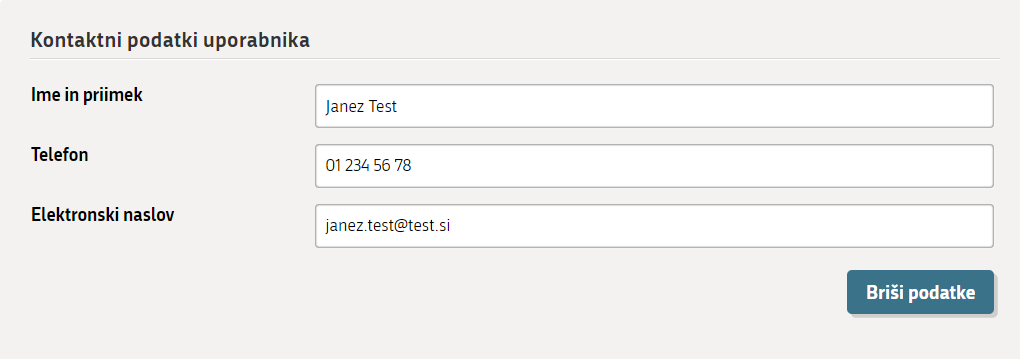 Kontaktni podatki uporabnika
Ime in priimek
Janez Test
Telefon
01 234 56 78
Elektronski naslov
janez.test@test.si
Briši podatke